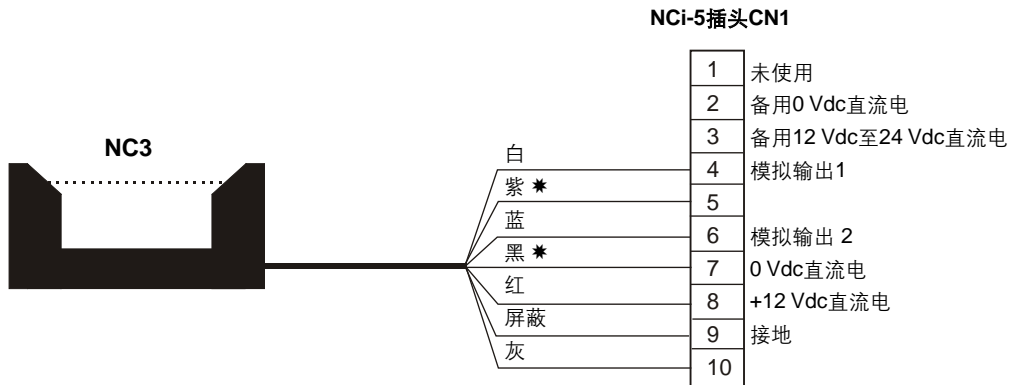 NCi-5插头CN1
1 未使用
2 备用0 Vdc直流电
3 备用12 Vdc至24 Vdc直流电
NC3
白 4 模拟输出1
紫 ✷ 5
蓝 6 模拟输出 2
黑 ✷ 7 0 Vdc直流电
红 8 +12 Vdc直流电
屏蔽 9 接地
灰 10